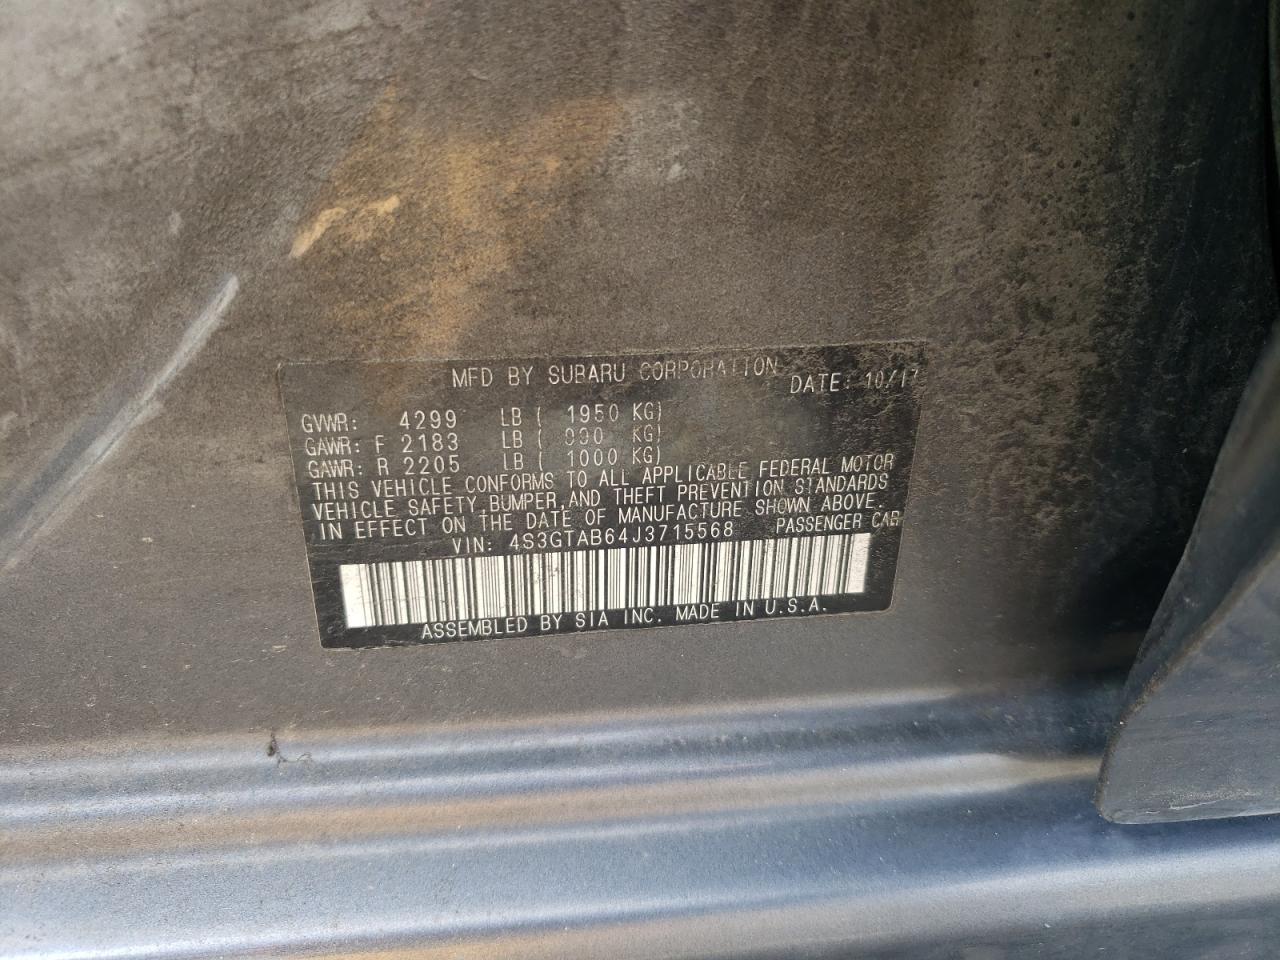 MFD BY SUBARU CORPORATION
DATE: 10/17
GVWR: 4299 LB ( 1950 KG)
GAWR: F 2183 LB ( 990 KG)
GAWR: R 2205 LB ( 1000 KG)
THIS VEHICLE CONFORMS TO ALL APPLICABLE FEDERAL MOTOR
VEHICLE SAFETY,BUMPER,AND THEFT PREVENTION STANDARDS
IN EFFECT ON THE DATE OF MANUFACTURE SHOWN ABOVE.
VIN: 4S3GTAB64J3715568 PASSENGER CAR
ASSEMBLED BY SIA INC. MADE IN U.S.A.